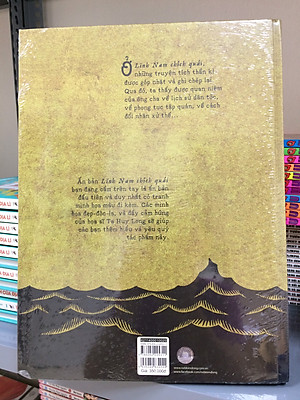 Ở Lĩnh Nam chích quái,
những truyện tích thần kì
được góp nhặt và ghi chép lại.
Qua đó, ta thấy được quan niệm
của ông cha về lịch sử dân tộc,
về phong tục tập quán, về cách
đối nhân xử thế...
Ấn bản Lĩnh Nam chích quái
bạn đang cầm trên tay là ấn bản
đầu tiên và duy nhất có tranh
minh họa màu đi kèm. Các minh
họa đẹp-độc-lạ, và đầy cảm hứng
của họa sĩ Tạ Huy Long sẽ giúp
các bạn thêm hiểu và yêu quý
tác phẩm này.